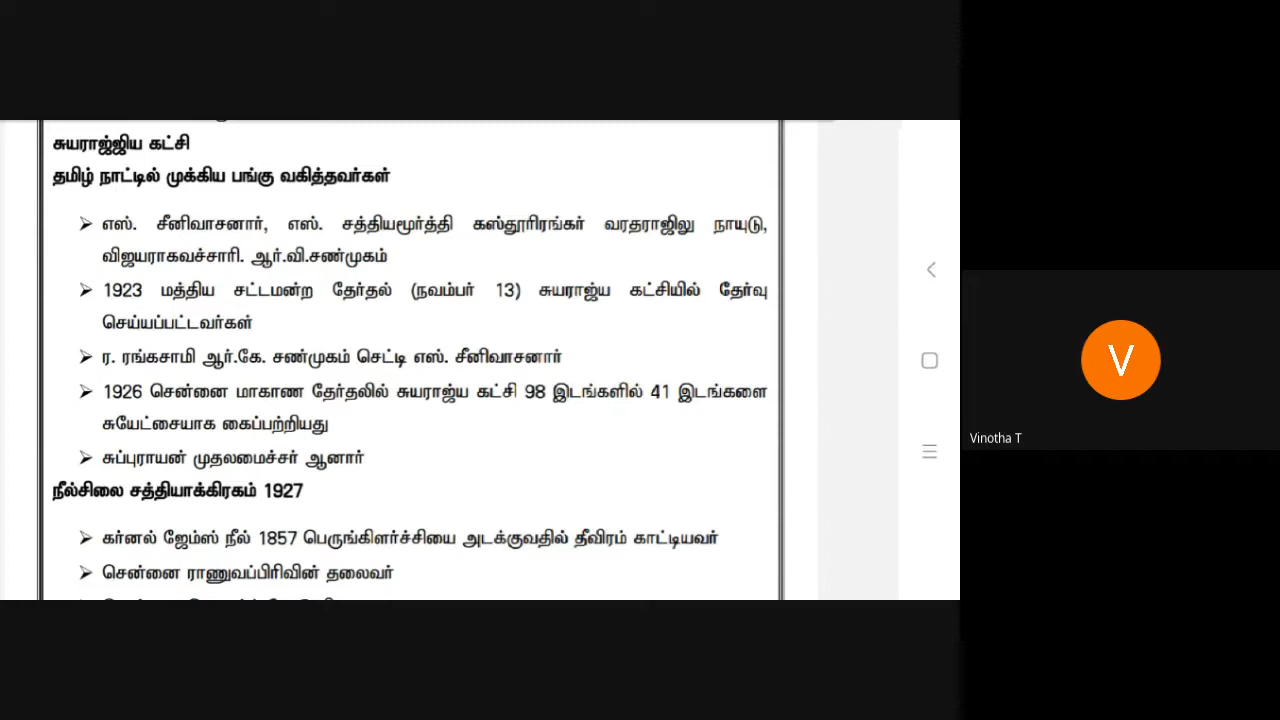 சுயராஜ்ஜிய கட்சி
தமிழ் நாட்டில் முக்கிய பங்கு வகித்தவர்கள்
➢ எஸ். சீனிவாசனார், எஸ். சத்தியமூர்த்தி கஸ்தூரிரங்கர் வரதராஜிலு நாயுடு,
விஜயராகவச்சாரி. ஆர்.வி.சண்முகம்
➢ 1923 மத்திய சட்டமன்ற தேர்தல் (நவம்பர் 13) சுயராஜ்ய கட்சியில் தேர்வு
செய்யப்பட்டவர்கள்
➢ ர. ரங்கசாமி ஆர்.கே. சண்முகம் செட்டி எஸ். சீனிவாசனார்
➢ 1926 சென்னை மாகாண தேர்தலில் சுயராஜ்ய கட்சி 98 இடங்களில் 41 இடங்களை
சுயேட்சையாக கைப்பற்றியது
➢ சுப்புராயன் முதலமைச்சர் ஆனார்
நீல்சிலை சத்தியாக்கிரகம் 1927
➢ கர்னல் ஜேம்ஸ் நீல் 1857 பெருங்கிளர்ச்சியை அடக்குவதில் தீவிரம் காட்டியவர்
➢ சென்னை ராணுவப்பிரிவின் தலைவர்
V
Vinotha T